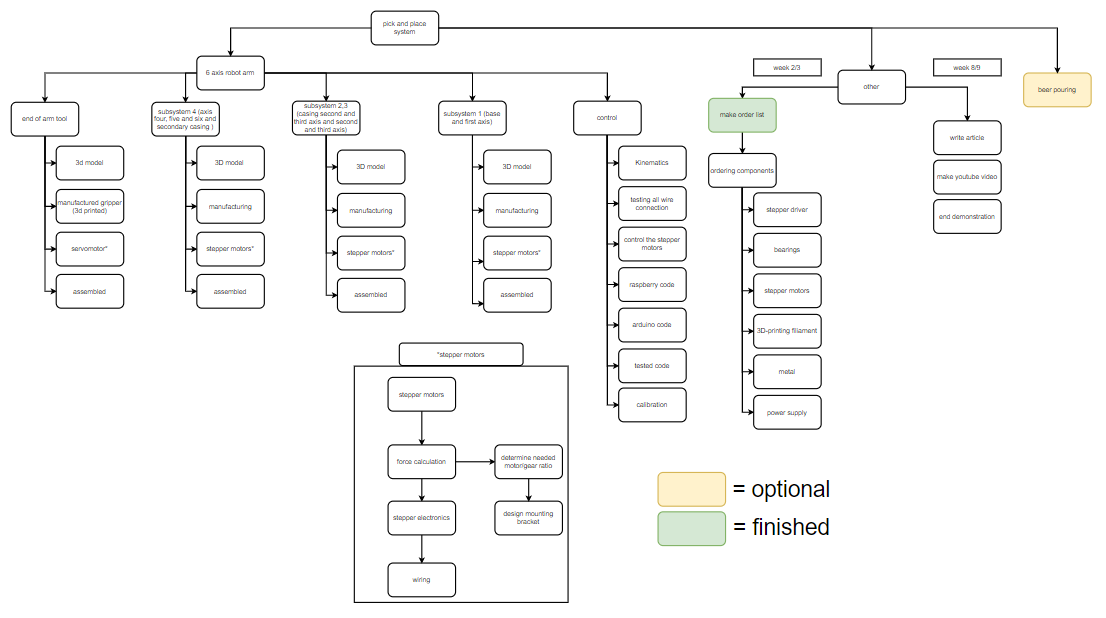 pick and place
system
6 axis robot arm
week 2/3
other
week 8/9
beer pouring
end of arm tool
subsystem 4 (axis
four, five and six and
secondary casing )
subsystem 2,3
(casing second and
third axis and second
and third axis)
subsystem 1 (base
and first axis)
control
make order list
write article
3d model
3D model
3D model
3D model
Kinematics
ordering components
make youtube video
manufactured gripper
(3d printed)
manufacturing
manufacturing
manufacturing
testing all wire
connection
stepper driver
end demonstration
servomotor*
stepper motors*
stepper motors*
stepper motors*
control the stepper
motors
bearings
assembled
assembled
assembled
assembled
raspberry code
stepper motors
arduino code
3D-printing fillament
tested code
metal
calibration
power supply
*stepper motors
stepper motors
force calculation
determine needed
motor/gear ratio
stepper electronics
design mounting
bracket
wiring
= optional
= finished